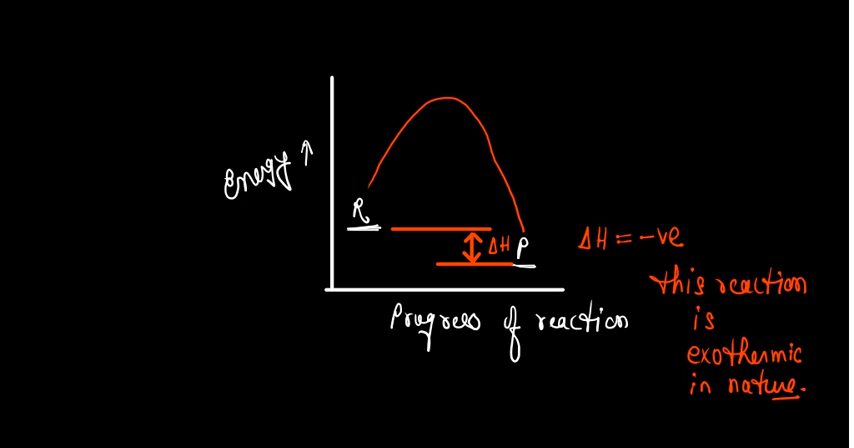 Energy ↑
R
ΔH
P
Progress of reaction
ΔH = -ve
this reaction
is
exothermic
in nature.